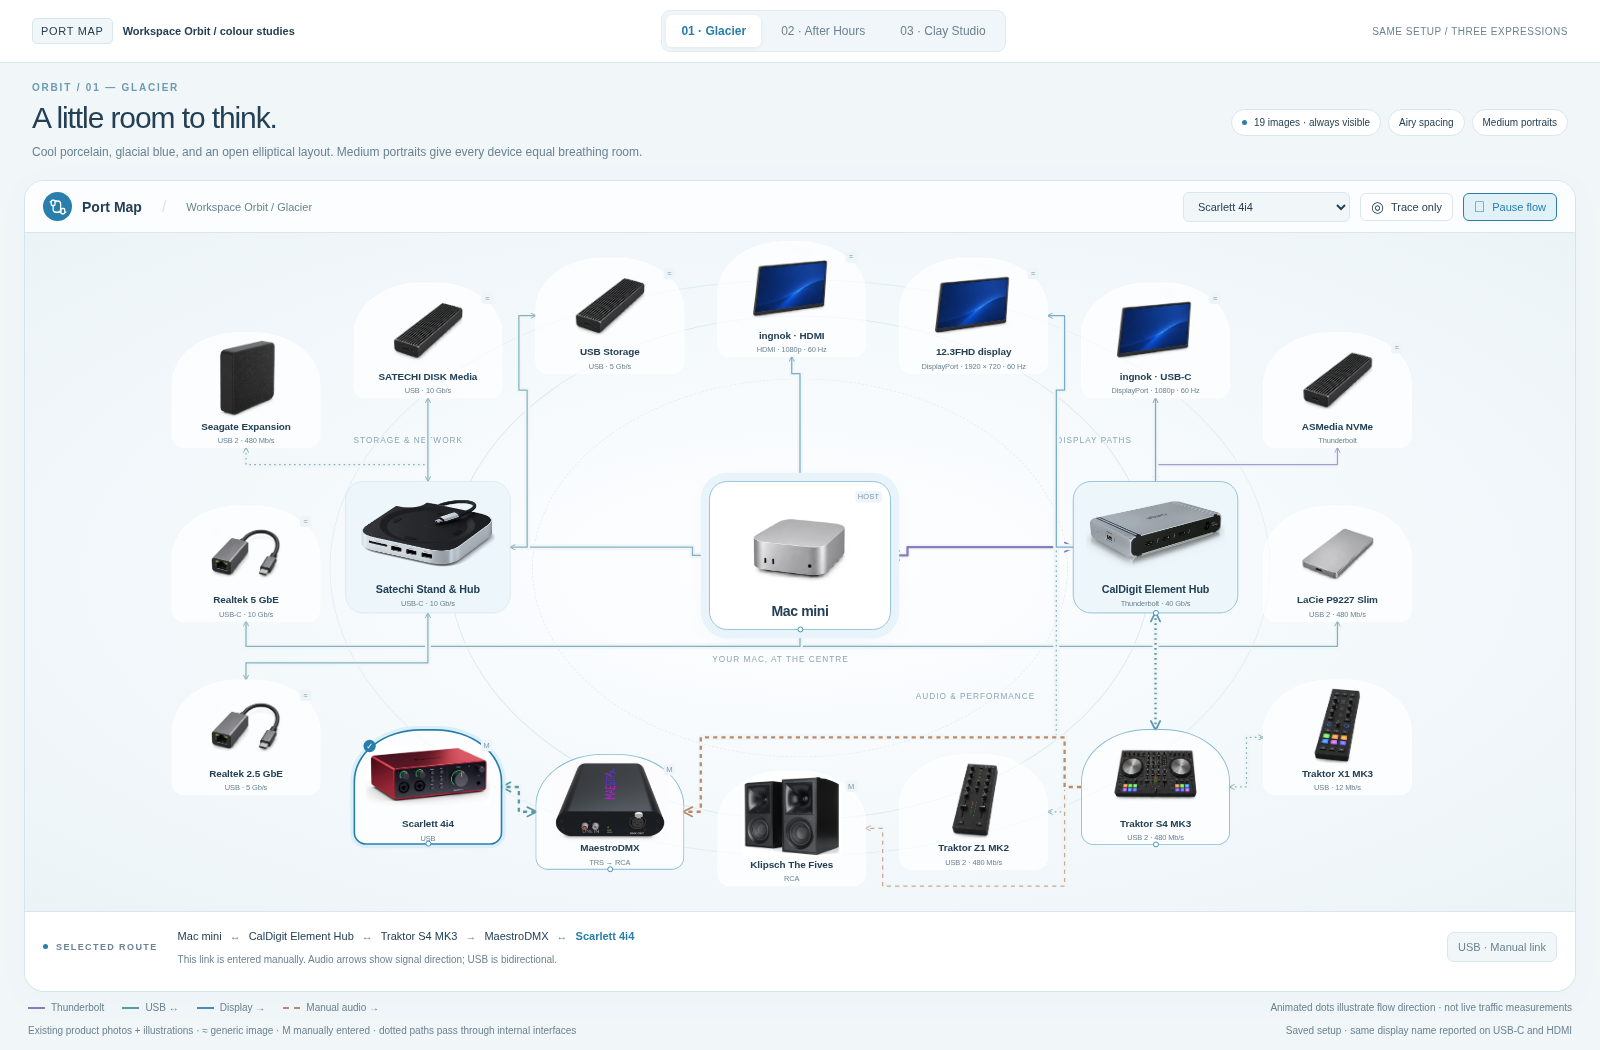 PORT MAP
Workspace Orbit / colour studies
01 · Glacier
02 · After Hours
03 · Clay Studio
SAME SETUP / THREE EXPRESSIONS
ORBIT / 01 — GLACIER
A little room to think.
Cool porcelain, glacial blue, and an open elliptical layout. Medium portraits give every device equal breathing room.
19 images · always visible
Airy spacing
Medium portraits
Port Map
/
Workspace Orbit / Glacier
Scarlett 4i4
Trace only
Pause flow
≈
ingnok · HDMI
HDMI · 1080p · 60 Hz
≈
USB Storage
USB · 5 Gb/s
≈
12.3FHD display
DisplayPort · 1920 × 720 · 60 Hz
≈
SATECHI DISK Media
USB · 10 Gb/s
≈
ingnok · USB-C
DisplayPort · 1080p · 60 Hz
Seagate Expansion
USB 2 · 480 Mb/s
≈
ASMedia NVMe
Thunderbolt
STORAGE & NETWORK
DISPLAY PATHS
≈
Realtek 5 GbE
USB-C · 10 Gb/s
Satechi Stand & Hub
USB-C · 10 Gb/s
HOST
Mac mini
CalDigit Element Hub
Thunderbolt · 40 Gb/s
LaCie P9227 Slim
USB 2 · 480 Mb/s
YOUR MAC, AT THE CENTRE
AUDIO & PERFORMANCE
≈
Realtek 2.5 GbE
USB · 5 Gb/s
✓
M
Scarlett 4i4
USB
M
MAESTRO
MaestroDMX
TRS → RCA
M
Klipsch The Fives
RCA
Traktor Z1 MK2
USB 2 · 480 Mb/s
Traktor S4 MK3
USB 2 · 480 Mb/s
Traktor X1 MK3
USB · 12 Mb/s
SELECTED ROUTE
Mac mini ↔ CalDigit Element Hub ↔ Traktor S4 MK3 → MaestroDMX ↔ Scarlett 4i4
This link is entered manually. Audio arrows show signal direction; USB is bidirectional.
USB · Manual link
Thunderbolt
USB ↔
Display →
Manual audio →
Animated dots illustrate flow direction · not live traffic measurements
Existing product photos + illustrations · ≈ generic image · M manually entered · dotted paths pass through internal interfaces
Saved setup · same display name reported on USB-C and HDMI